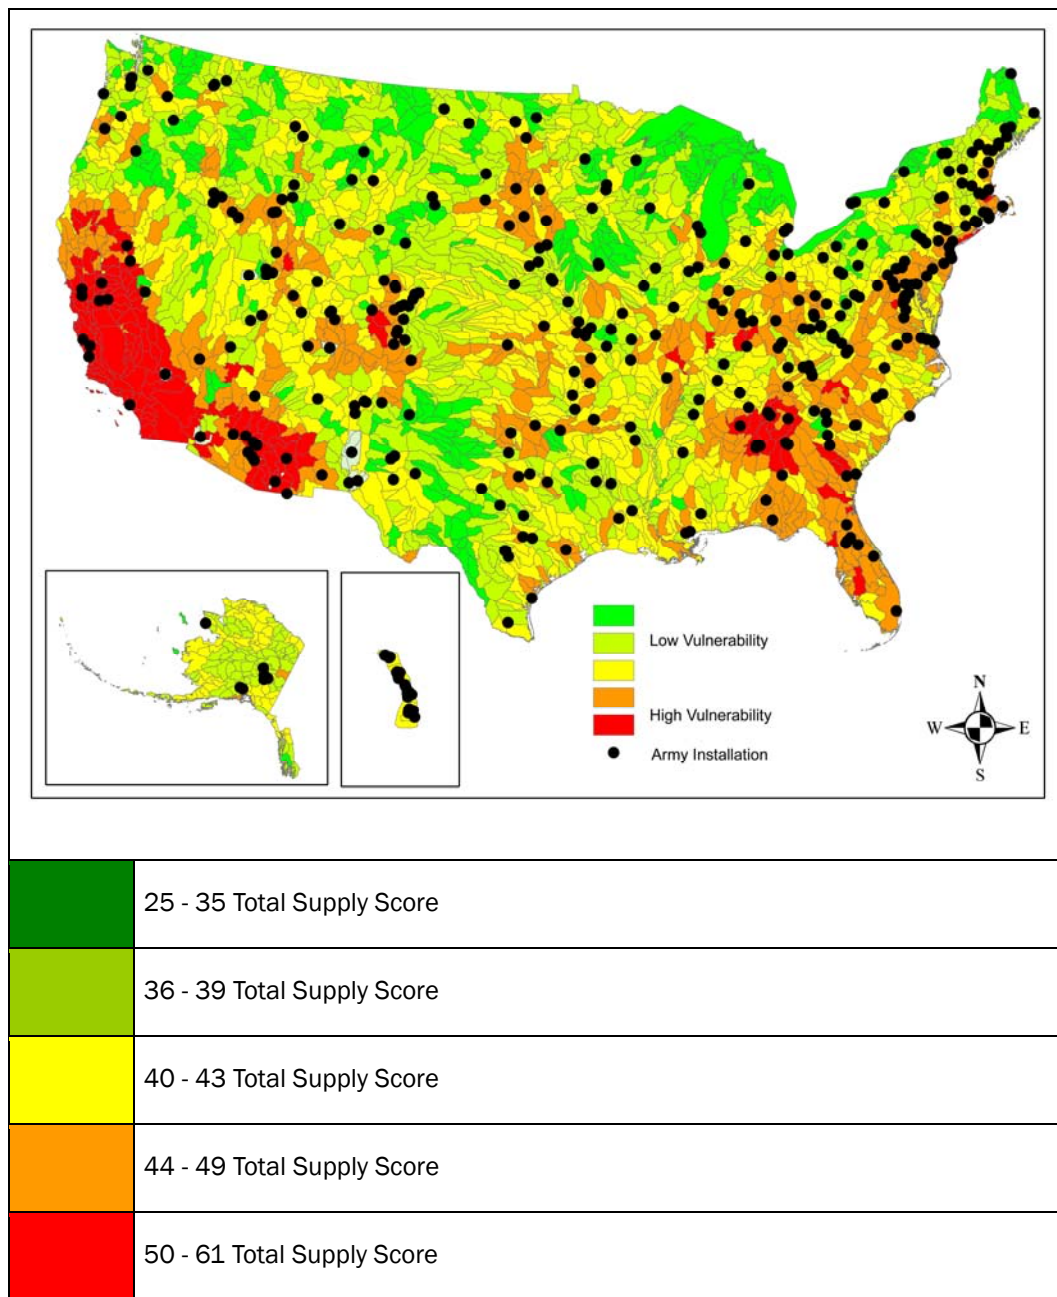 Low Vulnerability
High Vulnerability
Army Installation
N
W
E
S
25 - 35 Total Supply Score
36 - 39 Total Supply Score
40 - 43 Total Supply Score
44 - 49 Total Supply Score
50 - 61 Total Supply Score